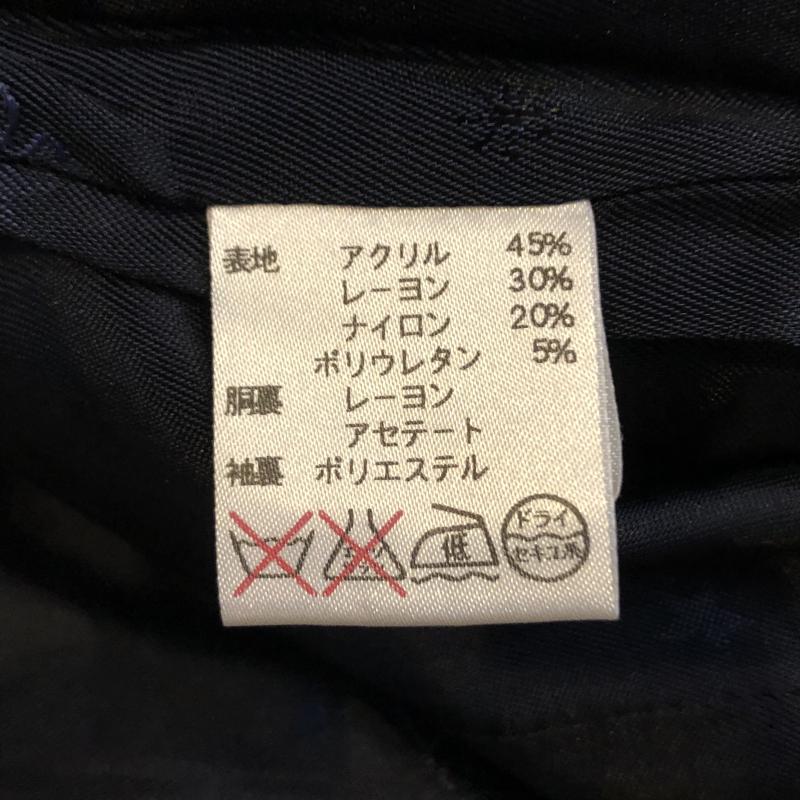 表地 アクリル 45%
レーヨン 30%
ナイロン 20%
ポリウレタン 5%
胴裏 レーヨン
アセテート
袖裏 ポリエステル
低
ドライ
セキユ系